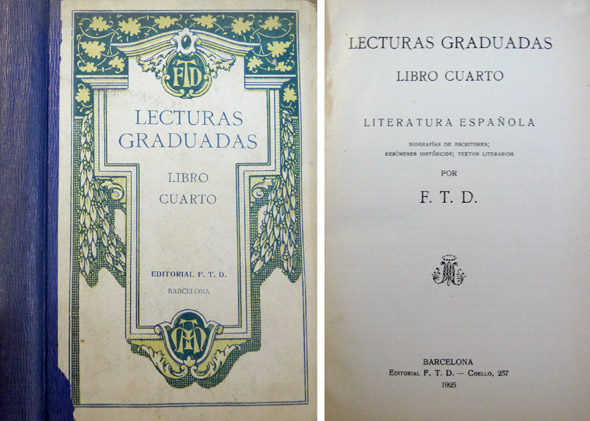 FTD
LECTURAS
GRADUADAS
LIBRO
CUARTO
EDITORIAL F. T. D.
BARCELONA
LECTURAS GRADUADAS
LIBRO CUARTO
LITERATURA ESPAÑOLA
BIOGRAFÍAS DE ESCRITORES;
RESÚMENES HISTÓRICOS; TEXTOS LITERARIOS
POR
F. T. D.
BARCELONA
EDITORIAL F. T. D. — COELLO, 257
1925